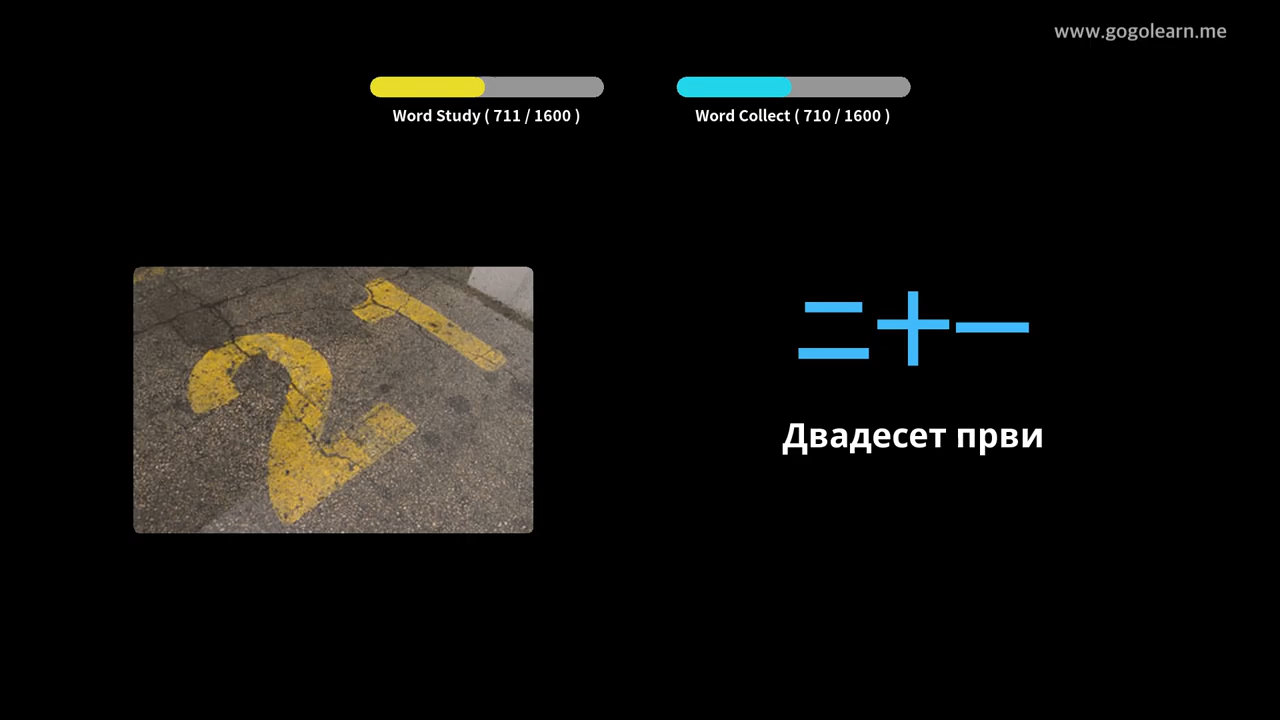 www.gogolearn.me
Word Study ( 711 / 1600 )
Word Collect ( 710 / 1600 )
21
二十一
Двадесет први